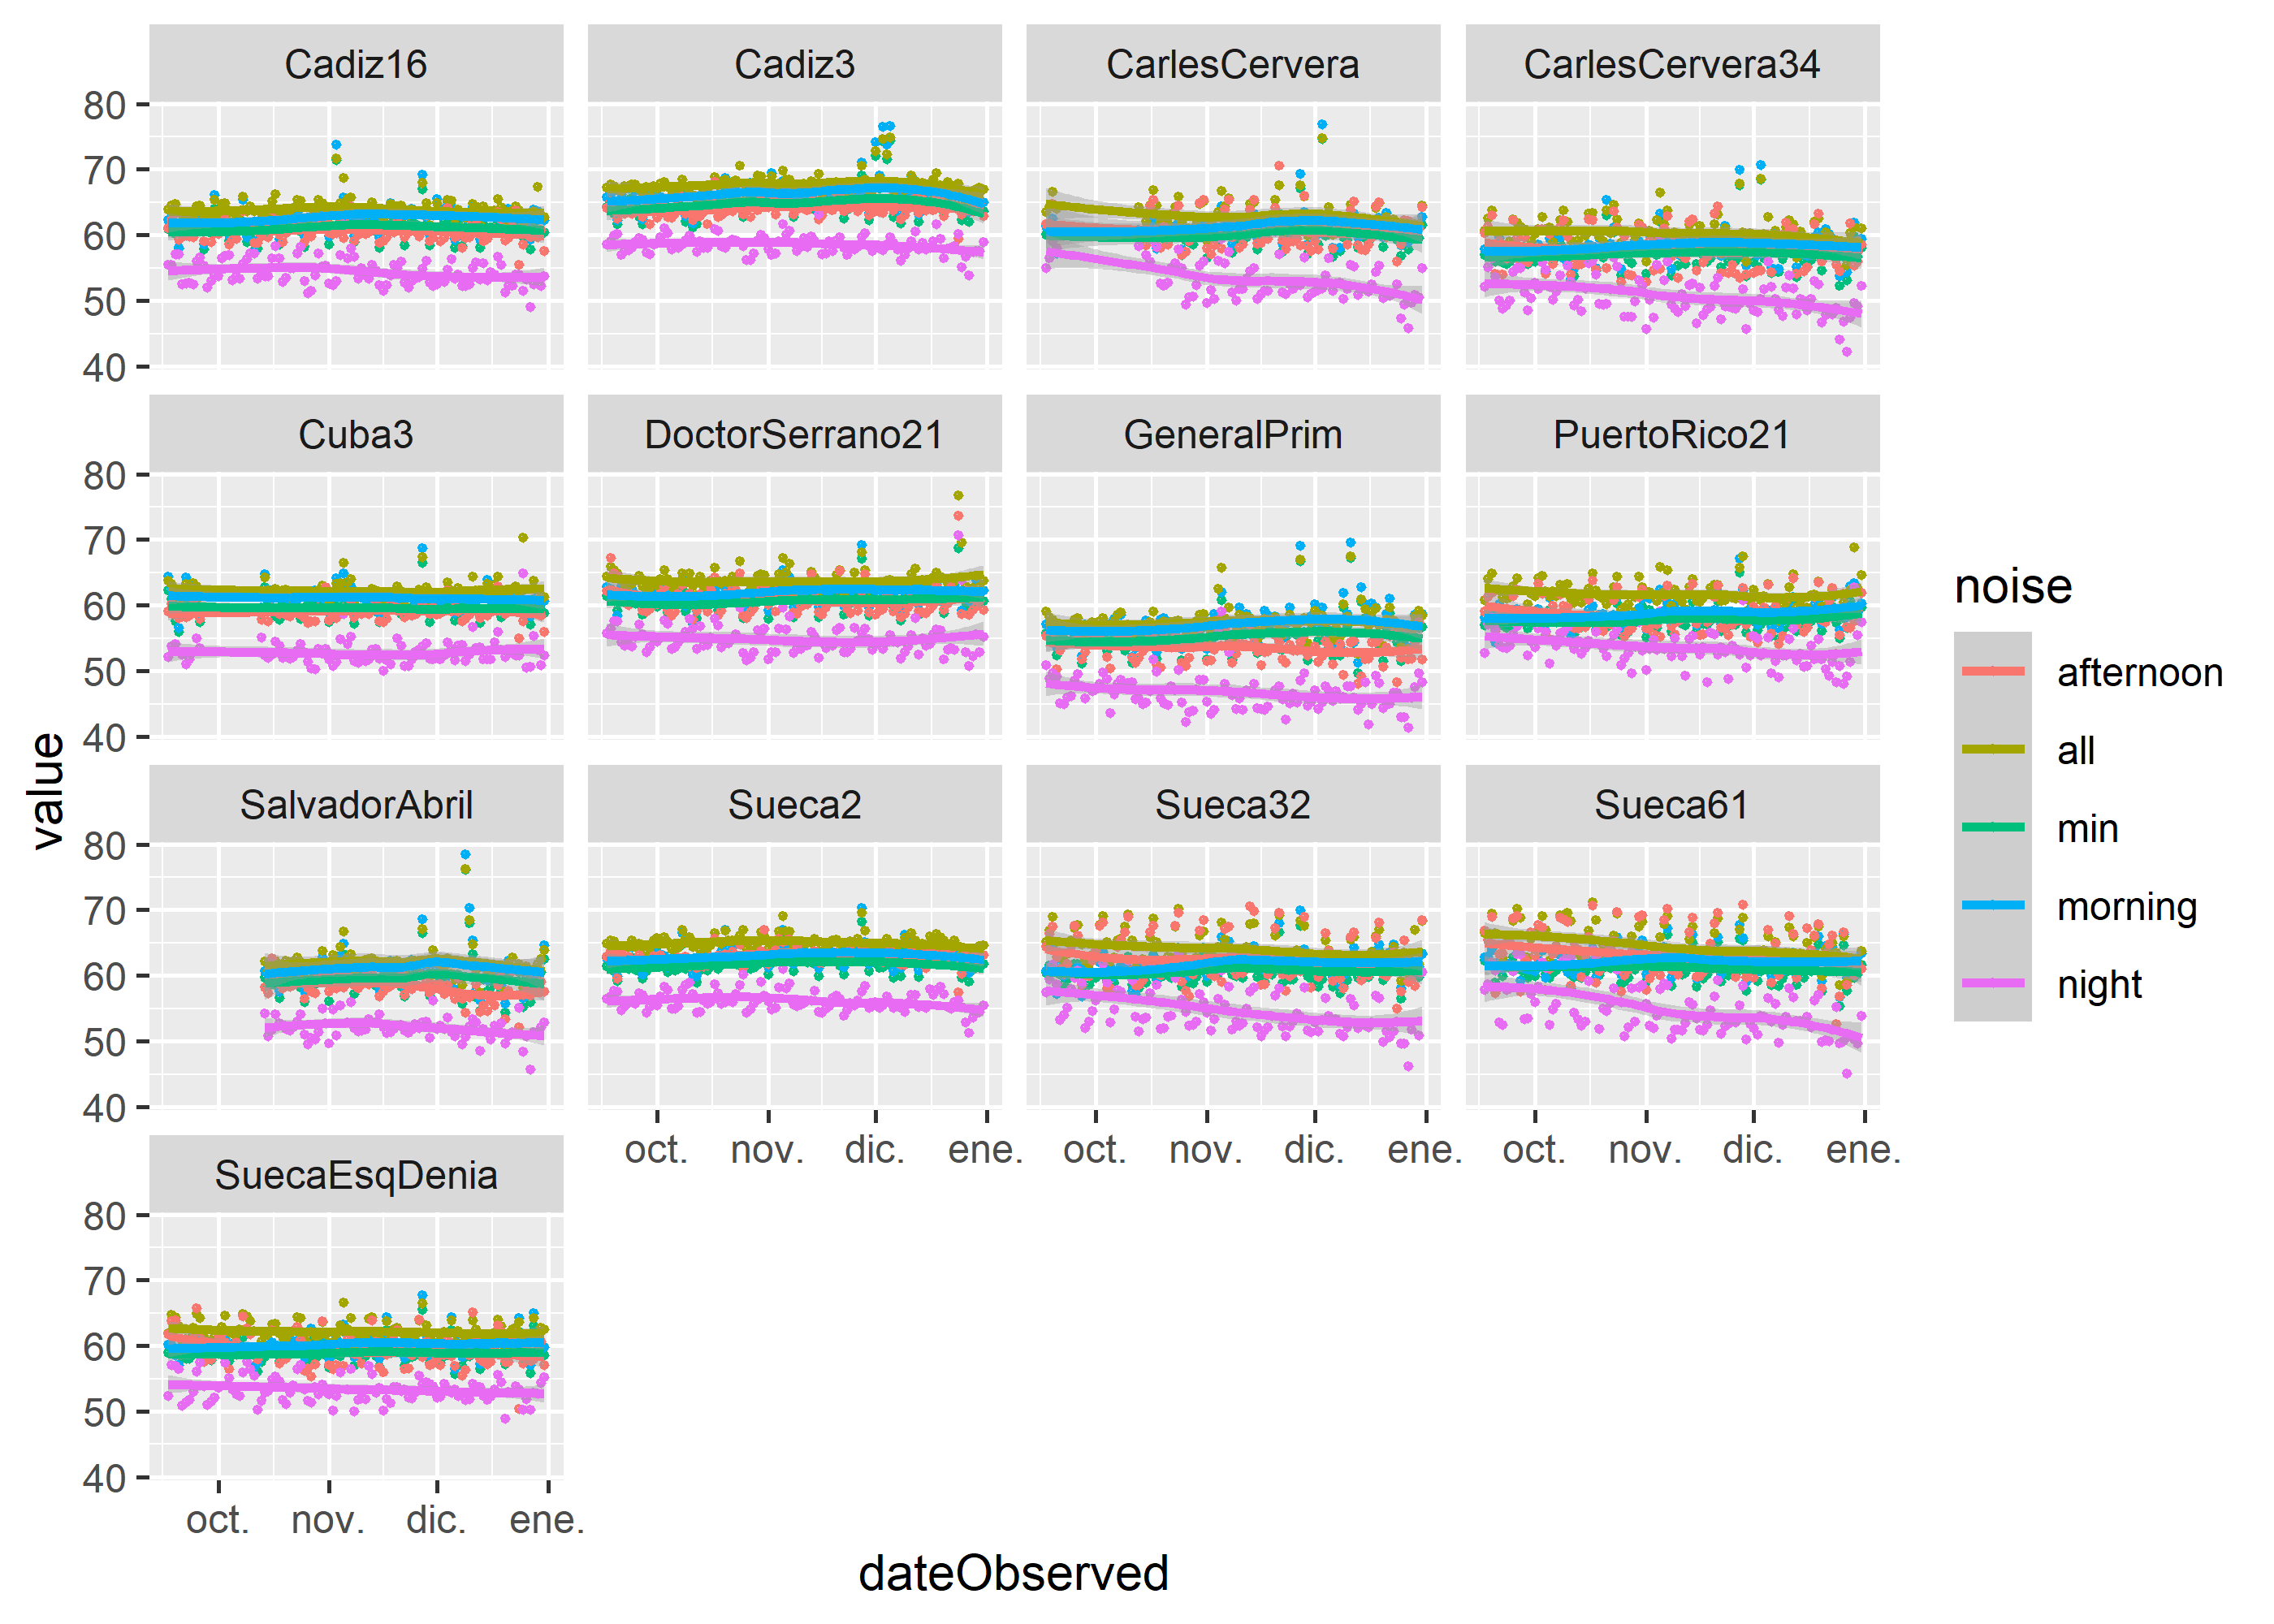 Cadiz16 Cadiz3 CarlesCervera CarlesCervera34
80
70
60
50
40
Cuba3 DoctorSerrano21 GeneralPrim PuertoRico21
80
70
60
50
40
SalvadorAbril Sueca2 Sueca32 Sueca61
80
70
60
50
40
oct. nov. dic. ene. oct. nov. dic. ene. oct. nov. dic. ene.
SuecaEsqDenia
80
70
60
50
40
oct. nov. dic. ene.
value
dateObserved
noise
afternoon
all
min
morning
night